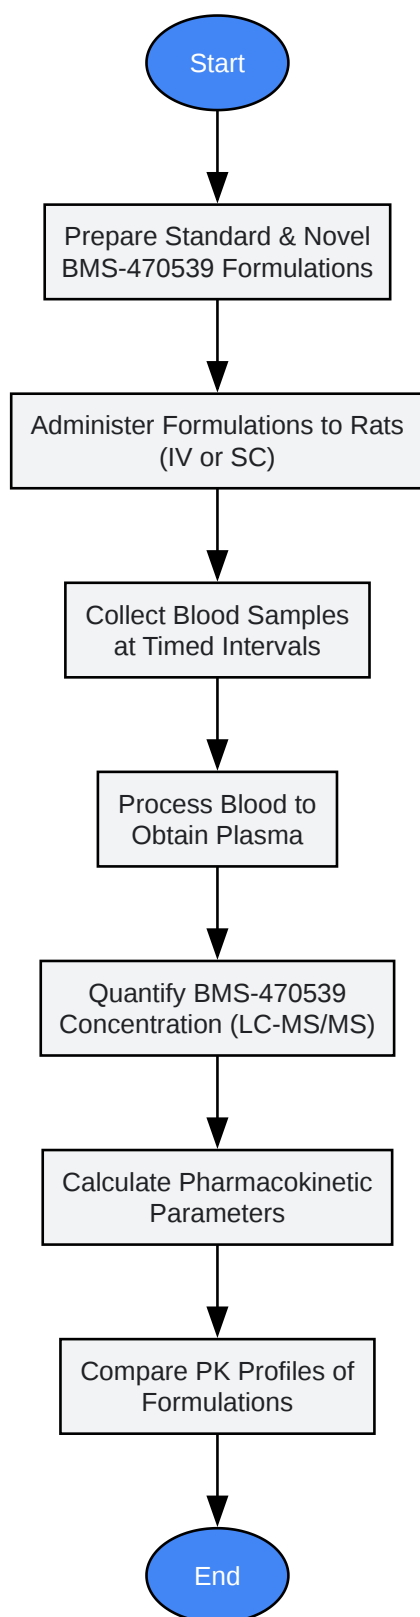 Start
Prepare Standard & Novel
BMS-470539 Formulations
Administer Formulations to Rats
(IV or SC)
Collect Blood Samples
at Timed Intervals
Process Blood to
Obtain Plasma
Quantify BMS-470539
Concentration (LC-MS/MS)
Calculate Pharmacokinetic
Parameters
Compare PK Profiles of
Formulations
End